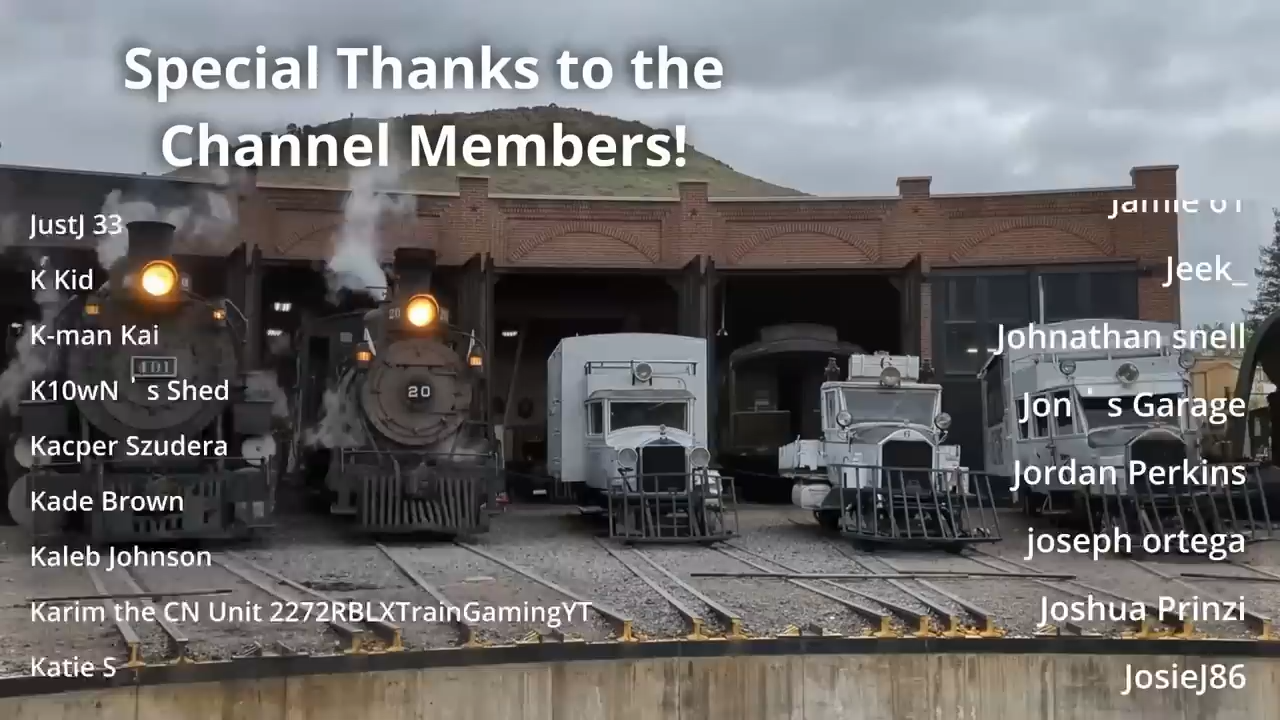 Special Thanks to the
Channel Members!
JustJ 33
K Kid
K-man Kai
K10wN ' s Shed
Kacper Szudera
Kade Brown
Kaleb Johnson
Karim the CN Unit 2272RBLXTrainGamingYT
Katie S
Jeek_
Johnathan snell
Jon ' s Garage
Jordan Perkins
joseph ortega
Joshua Prinzi
JosieJ86
401
20
20